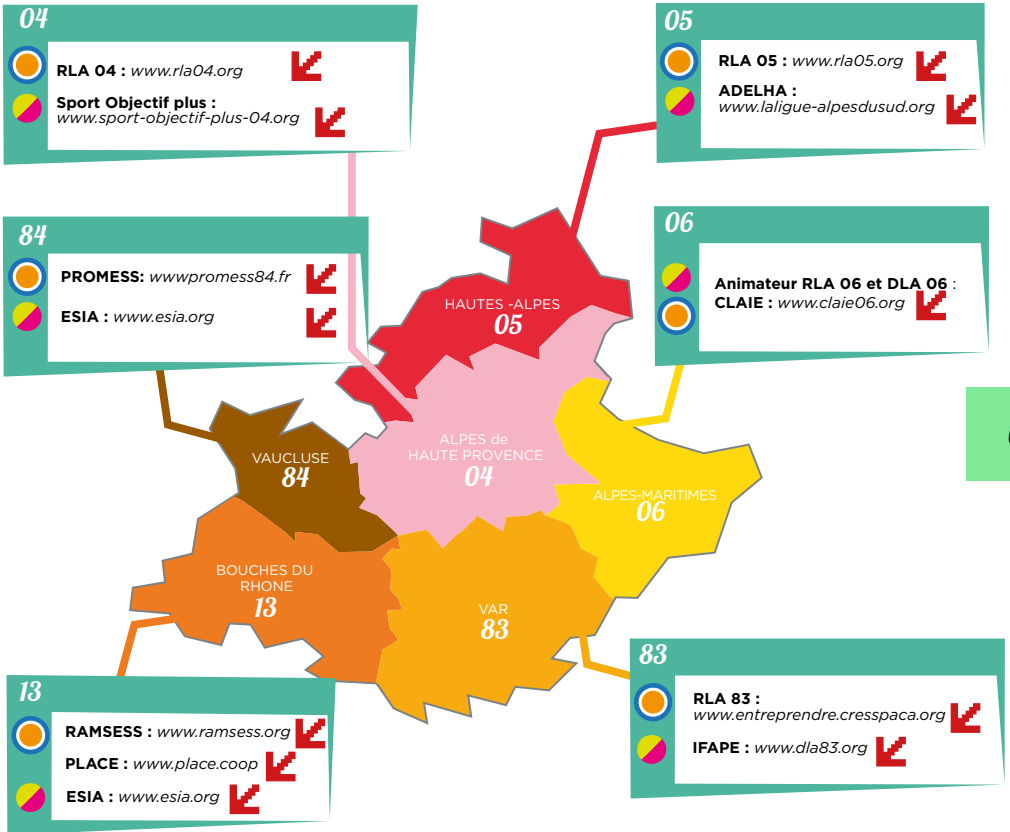 04
RLA 04 : www.rla04.org
Sport Objectif plus :
www.sport-objectif-plus-04.org
05
RLA 05 : www.rla05.org
ADELHA :
www.laligue-alpesdusud.org
84
PROMESS: wwwpromess84.fr
ESIA : www.esia.org
06
Animateur RLA 06 et DLA 06 :
CLAIE : www.claie06.org
HAUTES -ALPES
05
ALPES de
HAUTE PROVENCE
04
VAUCLUSE
84
ALPES-MARITIMES
06
BOUCHES DU
RHONE
13
VAR
83
13
RAMSESS : www.ramsess.org
PLACE : www.place.coop
ESIA : www.esia.org
83
RLA 83 :
www.entreprendre.cresspaca.org
IFAPE : www.dla83.org